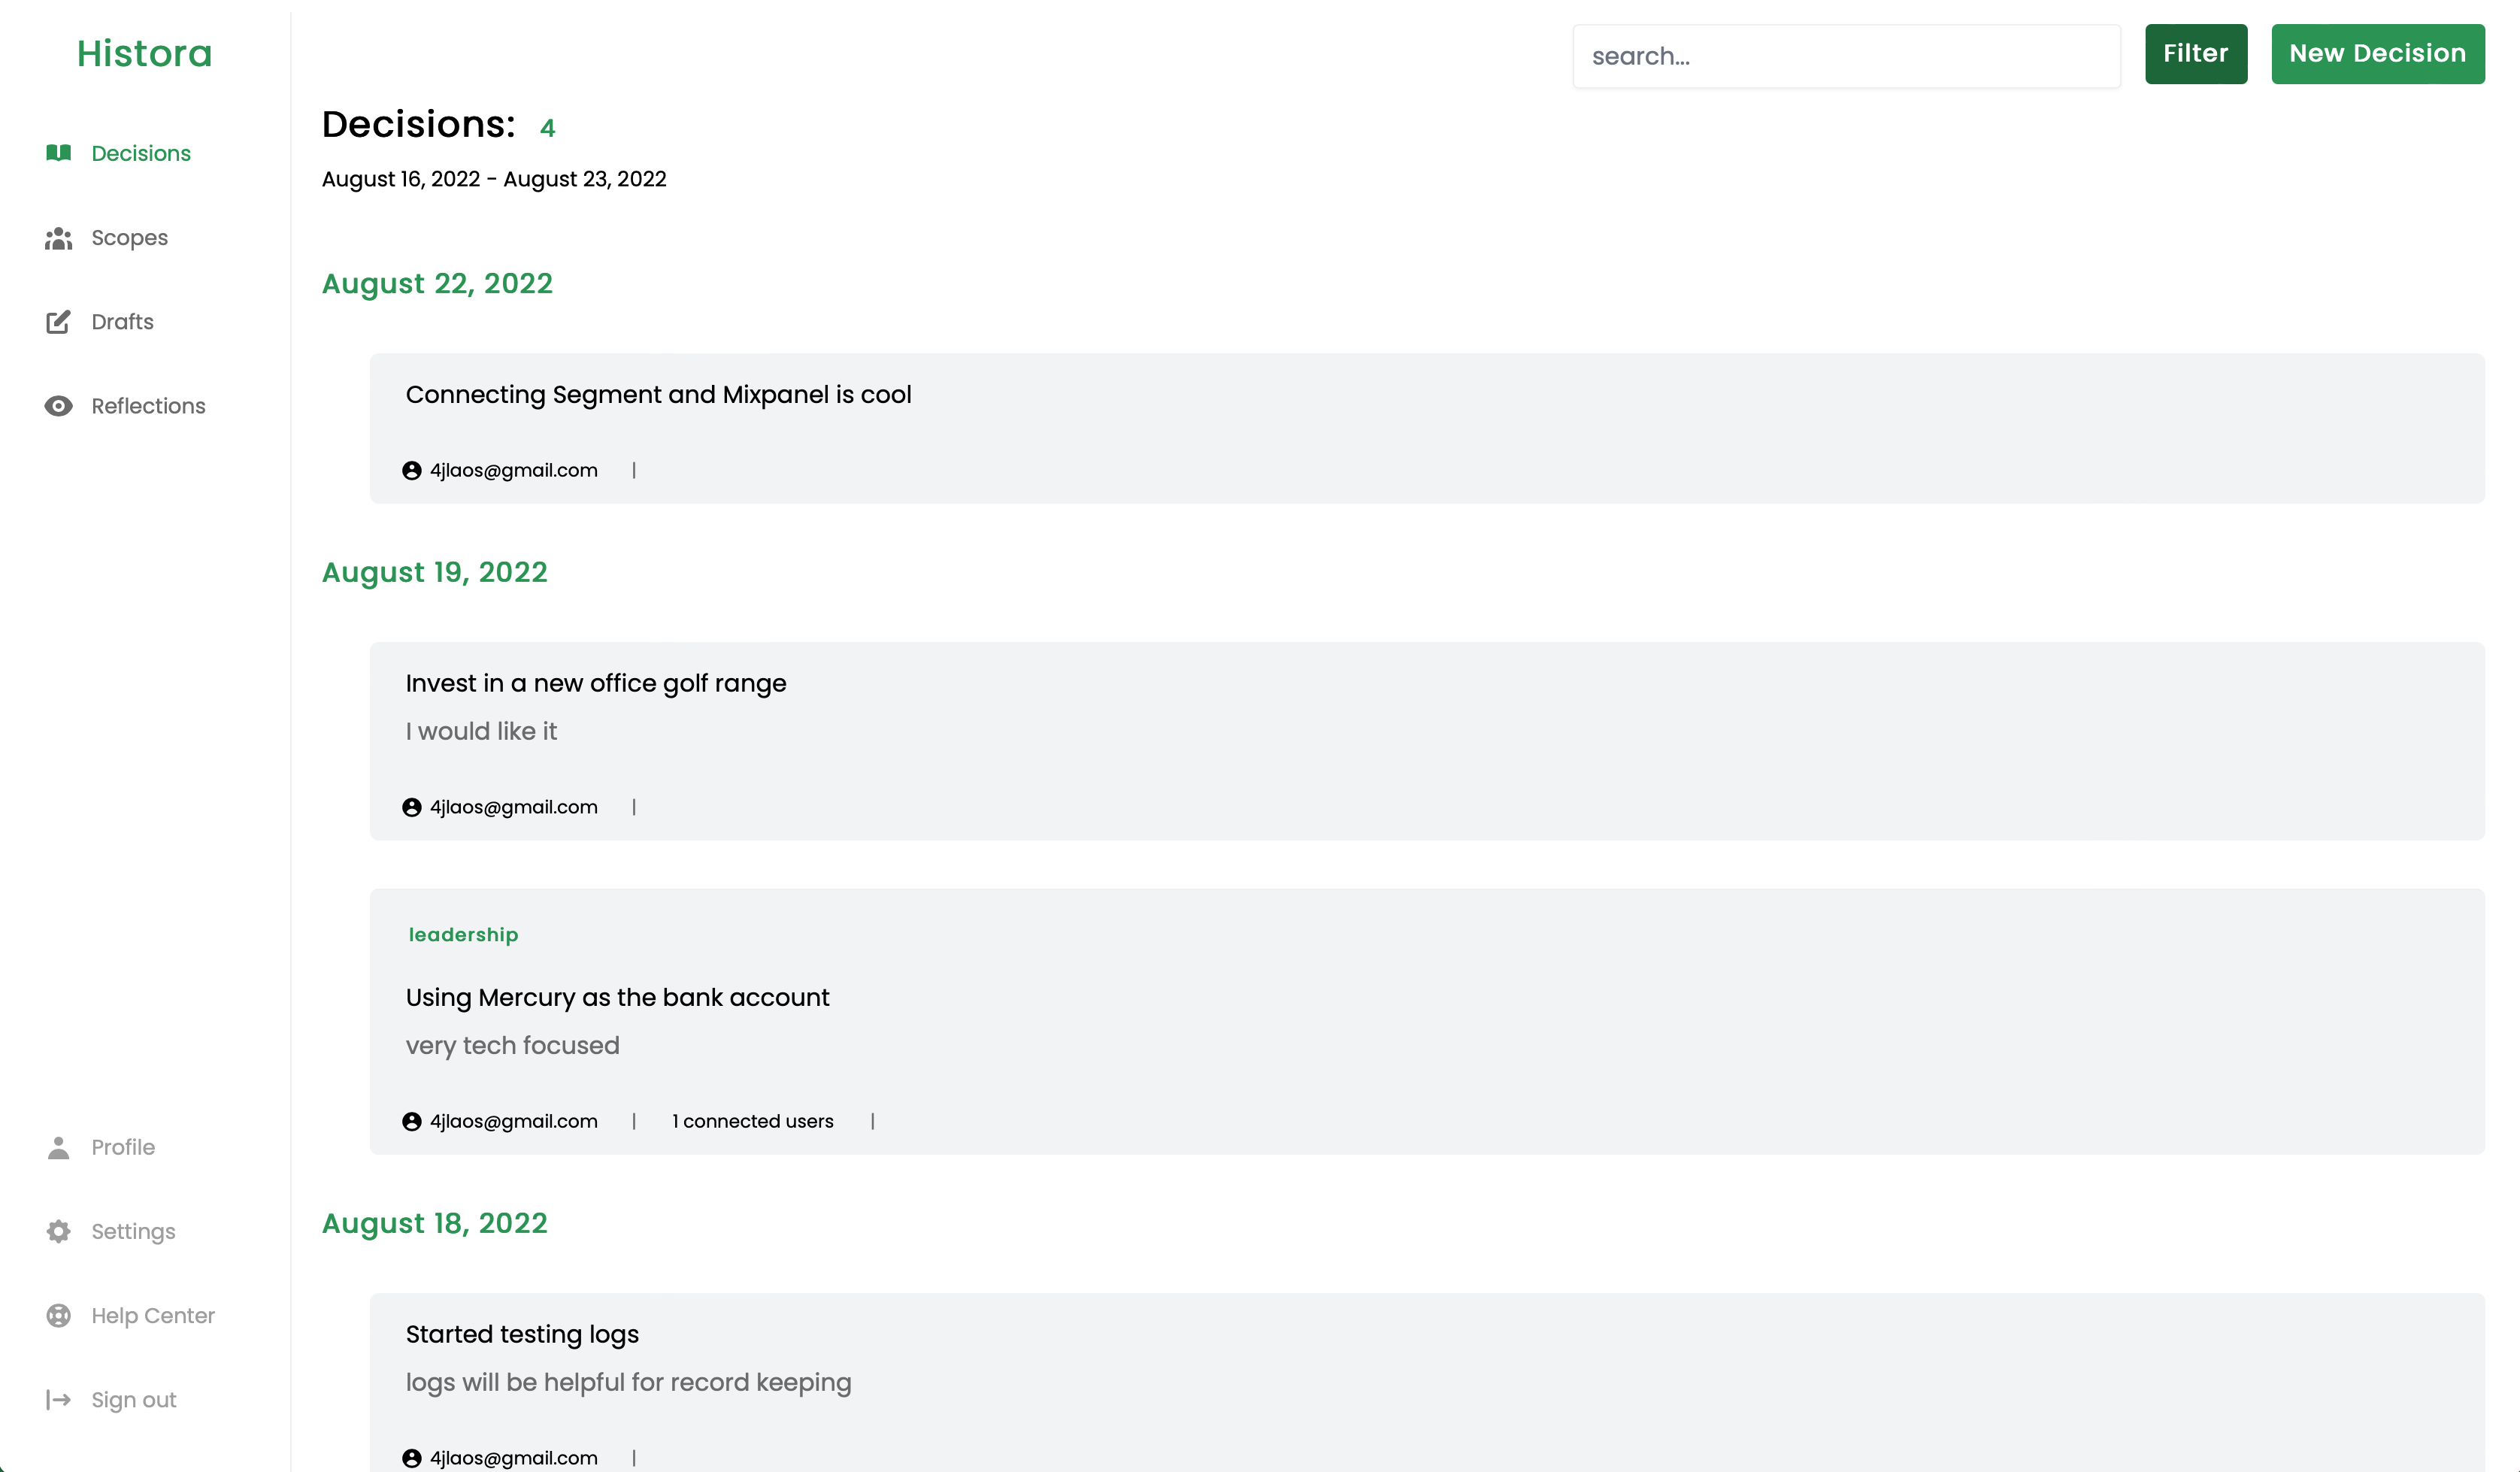 Histora
search...
Filter
New Decision
Decisions: 4
August 16, 2022 - August 23, 2022
Decisions
Scopes
Drafts
Reflections
August 22, 2022
Connecting Segment and Mixpanel is cool
4jlaos@gmail.com |
August 19, 2022
Invest in a new office golf range
I would like it
4jlaos@gmail.com |
leadership
Using Mercury as the bank account
very tech focused
4jlaos@gmail.com | 1 connected users |
August 18, 2022
Started testing logs
logs will be helpful for record keeping
4jlaos@gmail.com |
Profile
Settings
Help Center
Sign out